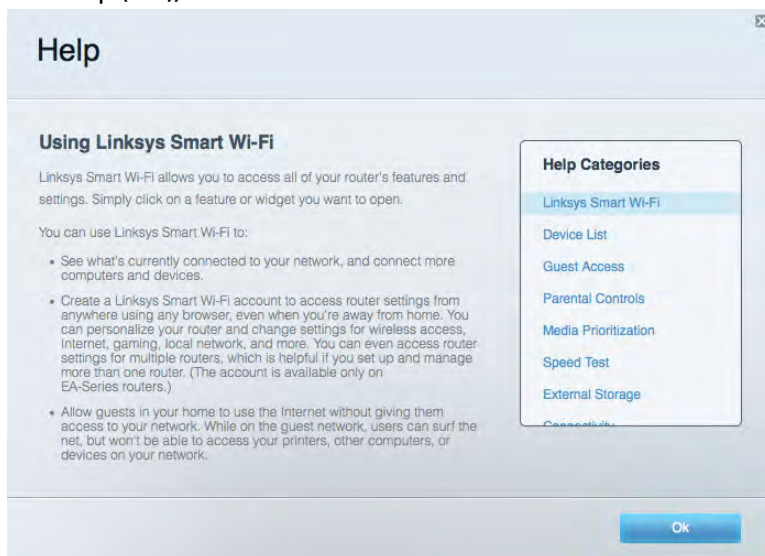 Help
Using Linksys Smart Wi-Fi
Linksys Smart Wi-Fi allows you to access all of your router's features and
settings. Simply click on a feature or widget you want to open.
You can use Linksys Smart Wi-Fi to:
• See what's currently connected to your network, and connect more
computers and devices.
• Create a Linksys Smart Wi-Fi account to access router settings from
anywhere using any browser, even when you're away from home. You
can personalize your router and change settings for wireless access,
Internet, gaming, local network, and more. You can even access router
settings for multiple routers, which is helpful if you set up and manage
more than one router. (The account is available only on
EA-Series routers.)
• Allow guests in your home to use the Internet without giving them
access to your network. While on the guest network, users can surf the
net, but won't be able to access your printers, other computers, or
devices on your network.
Help Categories
Linksys Smart Wi-Fi
Device List
Guest Access
Parental Controls
Media Prioritization
Speed Test
External Storage
Connectivity
Ok